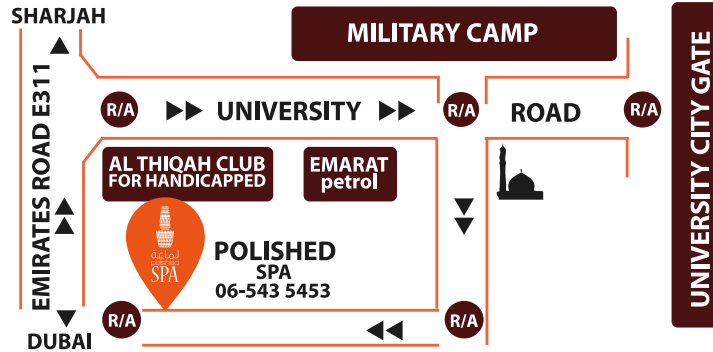 SHARJAH
MILITARY CAMP
UNIVERSITY CITY GATE
EMIRATES ROAD E311
R/A
UNIVERSITY
R/A
ROAD
R/A
AL THIQAH CLUB
FOR HANDICAPPED
EMARAT
petrol
لماعة
polished
SPA
POLISHED
SPA
06-543 5453
R/A
R/A
DUBAI